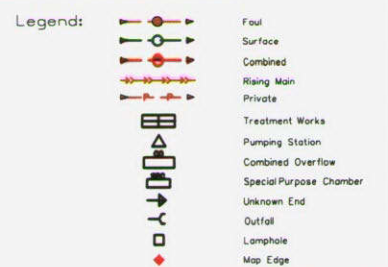 Legend:
Foul
Surface
Combined
Rising Main
P P Private
Treatment Works
Pumping Station
Combined Overflow
Special Purpose Chamber
Unknown End
Outfall
Lamphole
Map Edge